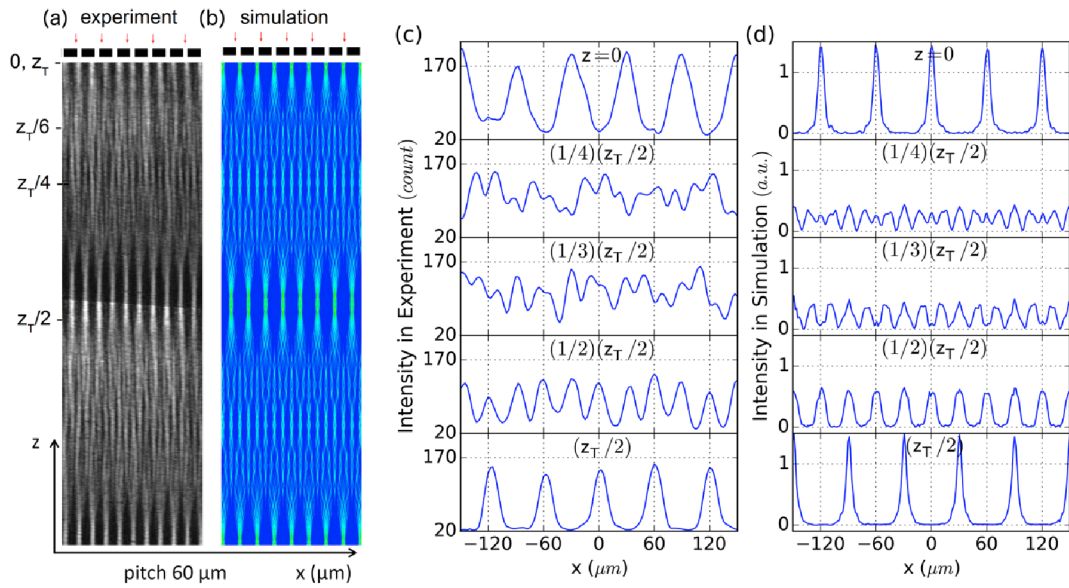 (a) experiment (b) simulation
0, z_T
z_T/6
z_T/4
z_T/2
z
pitch 60 μm x (μm)
(c)
Intensity in Experiment (count)
z=0
170
20
(1/4)(z_T/2)
170
(1/3)(z_T/2)
170
20
(1/2)(z_T/2)
170
(z_T/2)
170
20
−120 −60 0 60 120
x (μm)
(d)
Intensity in Simulation (a.u.)
z=0
1
0
(1/4)(z_T/2)
1
0
(1/3)(z_T/2)
1
0
(1/2)(z_T/2)
1
0
(z_T/2)
1
0
−120 −60 0 60 120
x (μm)